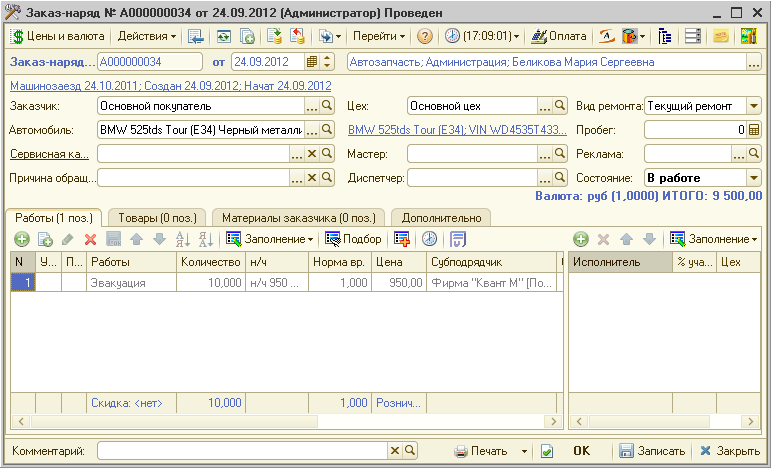 Заказ-наряд № А000000034 от 24.09.2012 (Администратор) Проведен
Цены и валюта Действия Перейти (17:09:01) Оплата
Заказ-наряд... А000000034 от 24.09.2012 Автозапчасть; Администрация; Беликова Мария Сергеевна ...
Машинозаезд 24.10.2011; Создан 24.09.2012; Начат 24.09.2012
Заказчик: Основной покупатель ... Цех: Основной цех ... Вид ремонта: Текущий ремонт
Автомобиль: BMW 525tds Tour (E34) Черный металли ... BMW 525tds Tour (E34); VIN WD4535T433... Пробег: 0
Сервисная ка... ... Мастер: ... Реклама: ...
Причина обращ... ... Диспетчер: ... Состояние: В работе
Валюта: руб (1,0000) ИТОГО: 9 500,00
Работы (1 поз.) Товары (0 поз.) Материалы заказчика (0 поз.) Дополнительно
Заполнение Подбор Заполнение
N У... П... Работы Количество н/ч Норма вр. Цена Субподрядчик Исполнитель % уча... Цех
1 Эвакуация 10,000 н/ч 950 ... 1,000 950,00 Фирма "Квант М" [По...
Скидка: <нет> 10,000 1,000 Рознич...
Комментарий: Печать OK Записать Закрыть